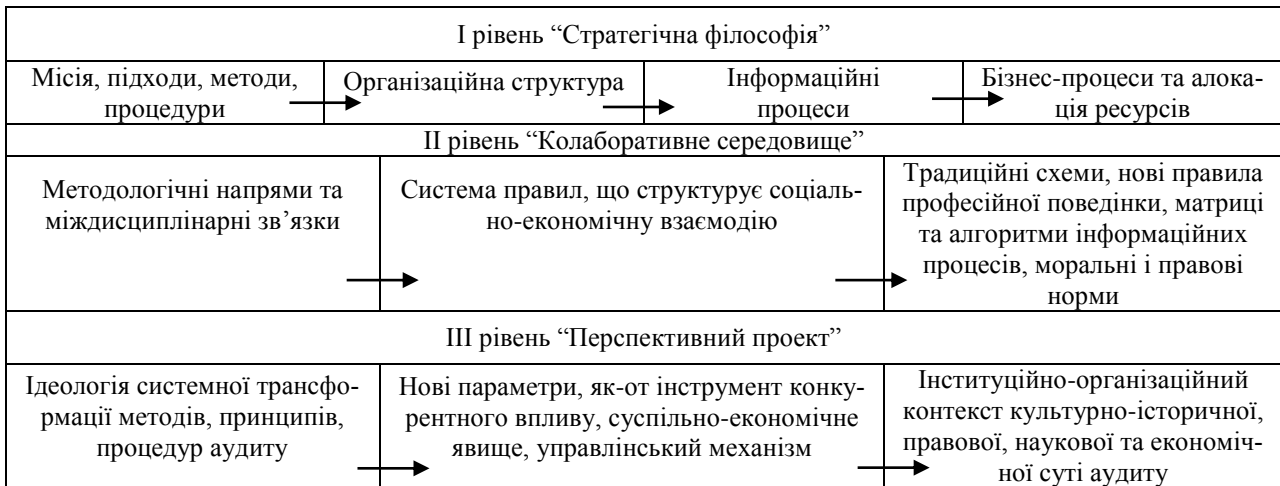 І рівень “Стратегічна філософія”
Місія, підходи, методи,
процедури
Організаційна структура
Інформаційні
процеси
Бізнес-процеси та алока-
ція ресурсів
ІІ рівень “Колаборативне середовище”
Методологічні напрями та
міждисциплінарні зв’язки
Система правил, що структурує соціаль-
но-економічну взаємодію
Традиційні схеми, нові правила
професійної поведінки, матриці
та алгоритми інформаційних
процесів, моральні і правові
норми
ІІІ рівень “Перспективний проект”
Ідеологія системної трансфо-
рмації методів, принципів,
процедур аудиту
Нові параметри, як-от інструмент конку-
рентного впливу, суспільно-економічне
явище, управлінський механізм
Інституційно-організаційний
контекст культурно-історичної,
правової, наукової та економіч-
ної суті аудиту